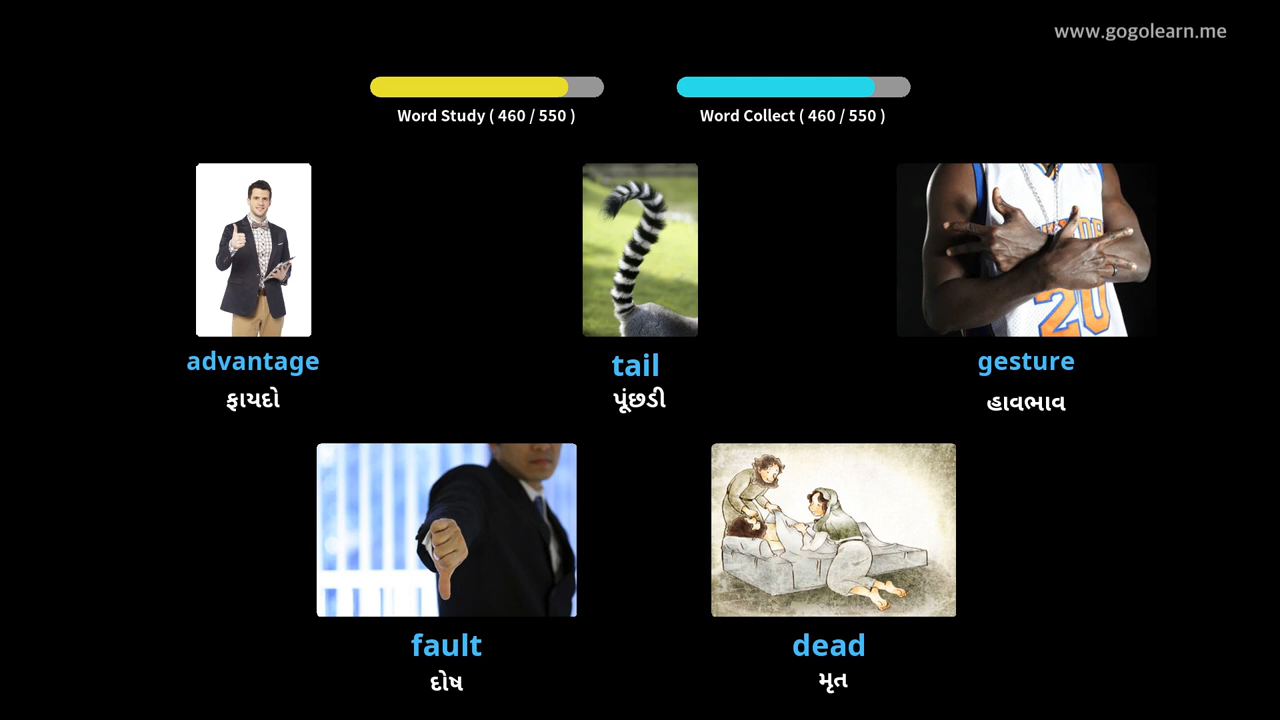 www.gogolearn.me
Word Study ( 460 / 550 )
Word Collect ( 460 / 550 )
advantage
ફાયદો
tail
પૂંછડી
20
gesture
હાવભાવ
fault
દોષ
dead
મૃત